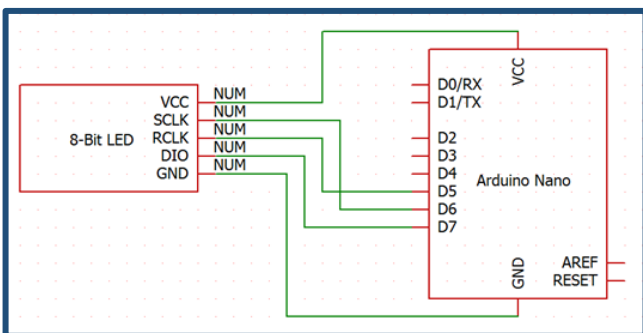 8-Bit LED
VCC NUM
SCLK NUM
RCLK NUM
DIO NUM
GND NUM
VCC
D0/RX
D1/TX
D2
D3
D4
D5
D6
D7
Arduino Nano
AREF
RESET
GND